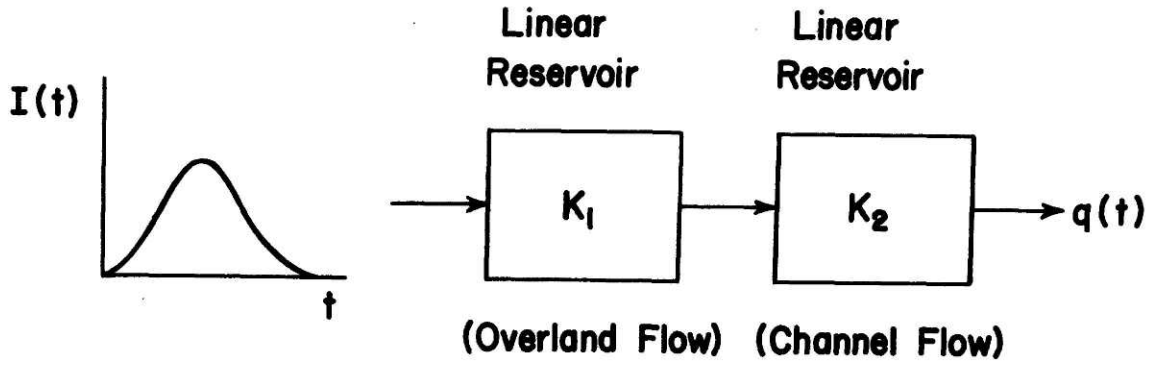 Linear
Reservoir
Linear
Reservoir
I(t)
t
K₁
K₂
q(t)
(Overland Flow)
(Channel Flow)